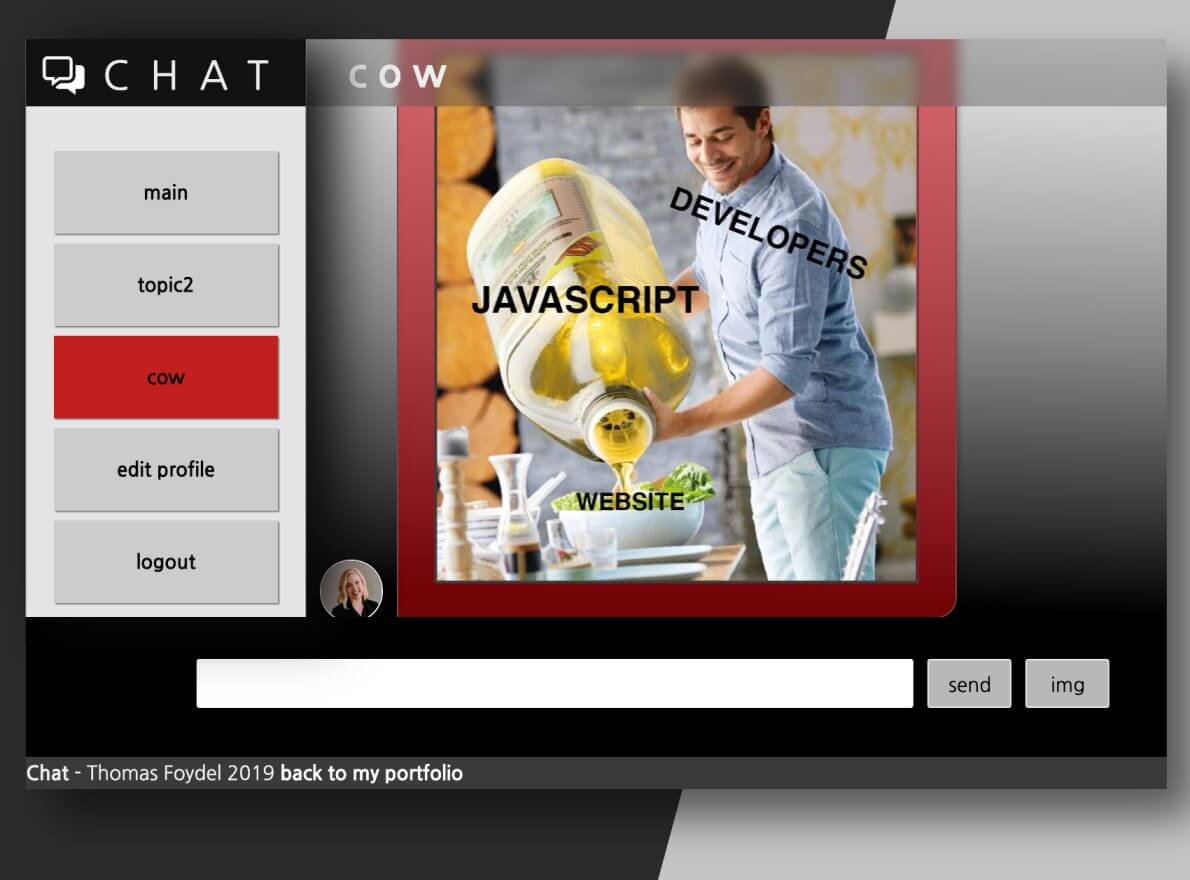 CHAT
cow
main
topic2
cow
edit profile
logout
DEVELOPERS
JAVASCRIPT
WEBSITE
send
img
Chat - Thomas Foydel 2019 back to my portfolio